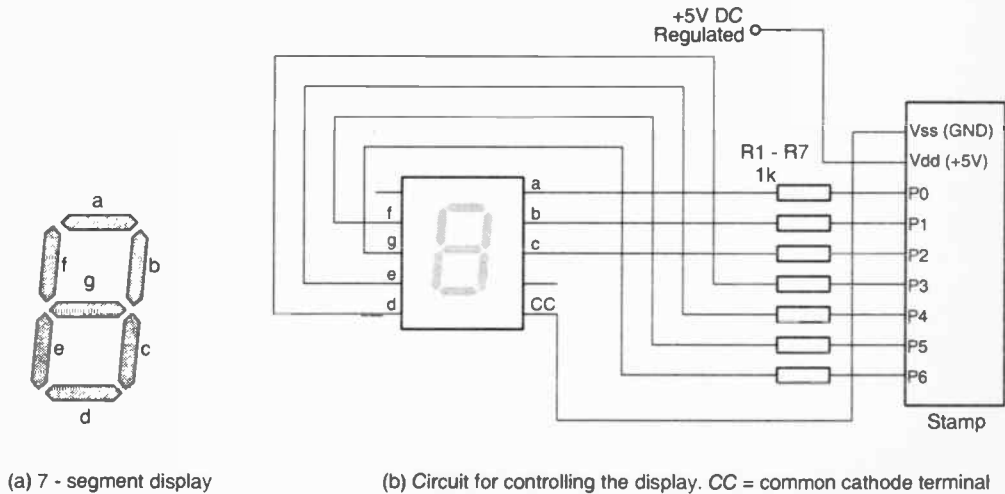 +5V DC
Regulated
Vss (GND)
Vdd (+5V)
R1 - R7
1k
P0
P1
P2
P3
P4
P5
P6
Stamp
a
b
c
CC
f
g
e
d
a
f
b
g
e
c
d
(a) 7 - segment display
(b) Circuit for controlling the display. CC = common cathode terminal